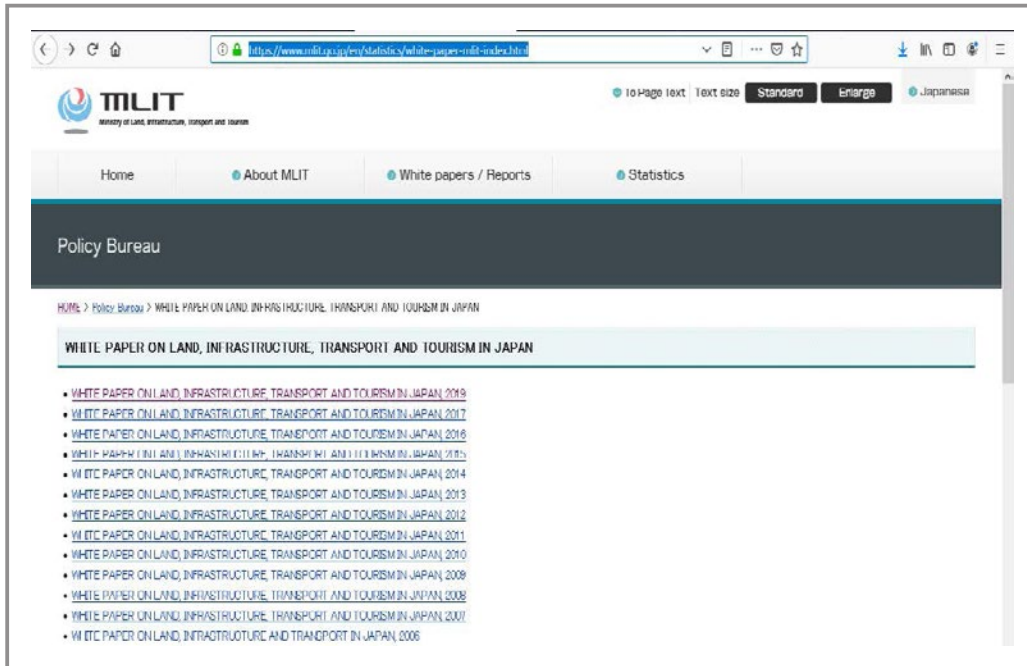 https://www.mlit.go.jp/en/statistics/white-paper-mlit-index.html
To Page Text Text size Standard Enlarge Japanese
MLIT
Ministry of Land, Infrastructure, Transport and Tourism
Home About MLIT White papers / Reports Statistics
Policy Bureau
HOME > Policy Bureau > WHITE PAPER ON LAND, INFRASTRUCTURE, TRANSPORT AND TOURISM IN JAPAN
WHITE PAPER ON LAND, INFRASTRUCTURE, TRANSPORT AND TOURISM IN JAPAN
• WHITE PAPER ON LAND, INFRASTRUCTURE, TRANSPORT AND TOURISM IN JAPAN, 2019
• WHITE PAPER ON LAND, INFRASTRUCTURE, TRANSPORT AND TOURISM IN JAPAN, 2017
• WHITE PAPER ON LAND, INFRASTRUCTURE, TRANSPORT AND TOURISM IN JAPAN, 2016
• WHITE PAPER ON LAND, INFRASTRUCTURE, TRANSPORT AND TOURISM IN JAPAN, 2015
• WHITE PAPER ON LAND, INFRASTRUCTURE, TRANSPORT AND TOURISM IN JAPAN, 2014
• WHITE PAPER ON LAND, INFRASTRUCTURE, TRANSPORT AND TOURISM IN JAPAN, 2013
• WHITE PAPER ON LAND, INFRASTRUCTURE, TRANSPORT AND TOURISM IN JAPAN, 2012
• WHITE PAPER ON LAND, INFRASTRUCTURE, TRANSPORT AND TOURISM IN JAPAN, 2011
• WHITE PAPER ON LAND, INFRASTRUCTURE, TRANSPORT AND TOURISM IN JAPAN, 2010
• WHITE PAPER ON LAND, INFRASTRUCTURE, TRANSPORT AND TOURISM IN JAPAN, 2009
• WHITE PAPER ON LAND, INFRASTRUCTURE, TRANSPORT AND TOURISM IN JAPAN, 2008
• WHITE PAPER ON LAND, INFRASTRUCTURE, TRANSPORT AND TOURISM IN JAPAN, 2007
• WHITE PAPER ON LAND, INFRASTRUCTURE AND TRANSPORT IN JAPAN, 2006